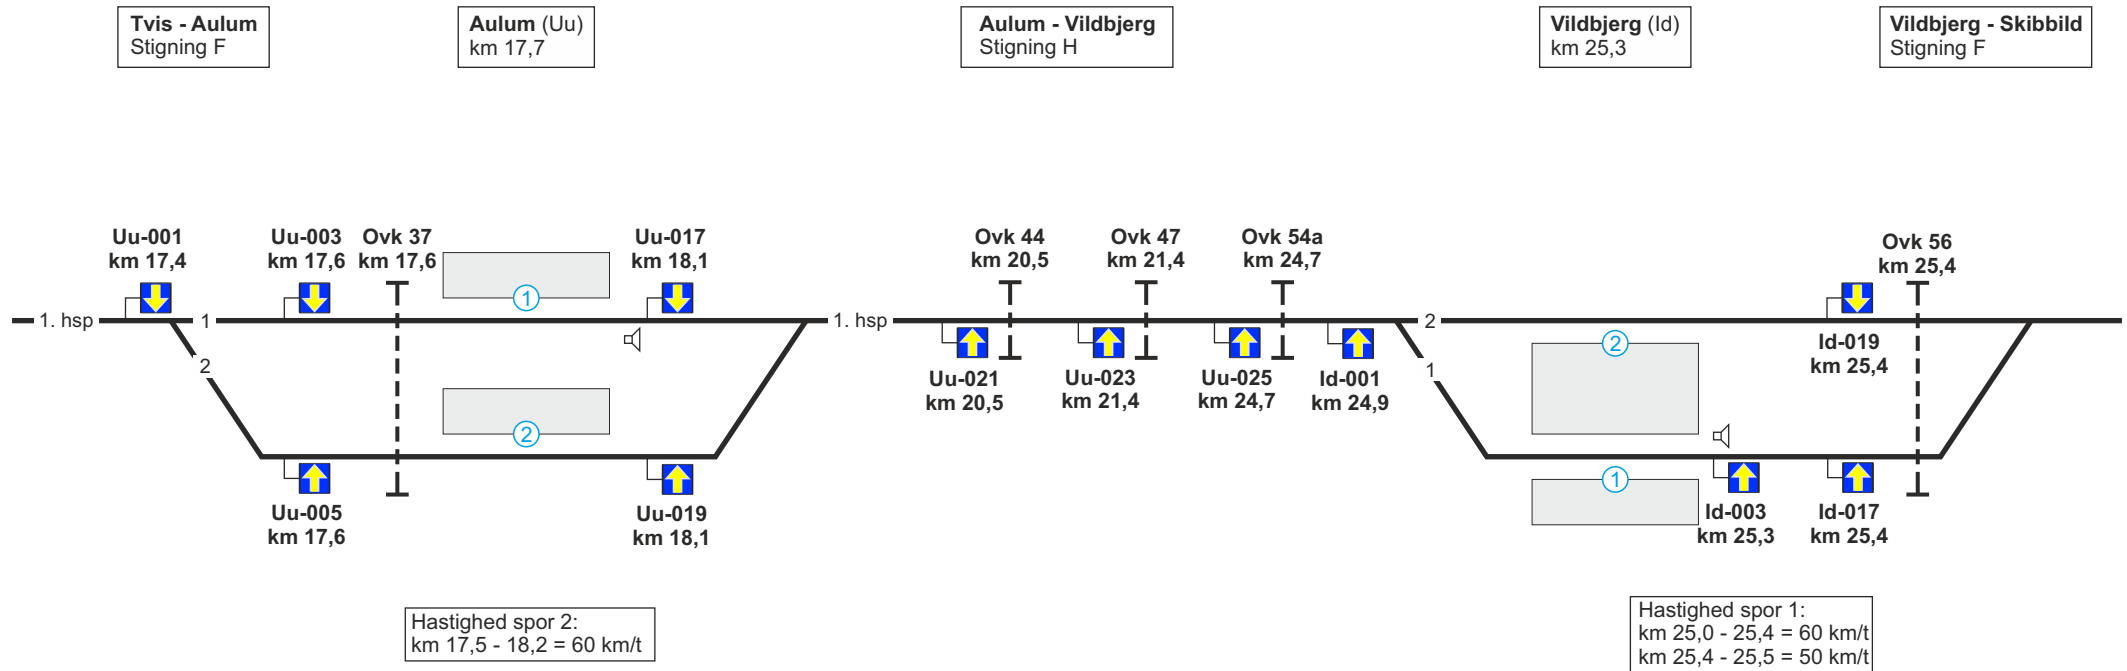 Tvis - Aulum
Stigning F
Aulum (Uu)
km 17,7
Aulum - Vildbjerg
Stigning H
Vildbjerg (Id)
km 25,3
Vildbjerg - Skibbild
Stigning F
Uu-001
km 17,4
Uu-003
km 17,6
Ovk 37
km 17,6
Uu-017
km 18,1
Ovk 44
km 20,5
Ovk 47
km 21,4
Ovk 54a
km 24,7
Ovk 56
km 25,4
1
1. hsp
1
1. hsp
2
2
Id-019
km 25,4
2
1
Uu-021
km 20,5
Uu-023
km 21,4
Uu-025
km 24,7
Id-001
km 24,9
2
1
Uu-005
km 17,6
Uu-019
km 18,1
Id-003
km 25,3
Id-017
km 25,4
Hastighed spor 2:
km 17,5 - 18,2 = 60 km/t
Hastighed spor 1:
km 25,0 - 25,4 = 60 km/t
km 25,4 - 25,5 = 50 km/t